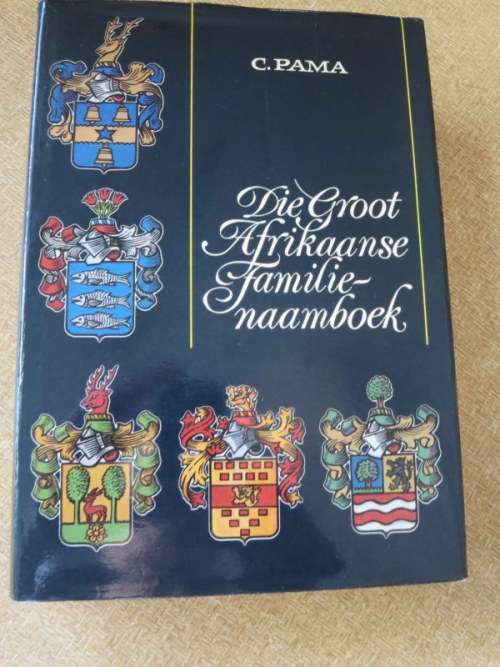 C. PAMA
Die Groot
Afrikaanse
Familie-
naamboek